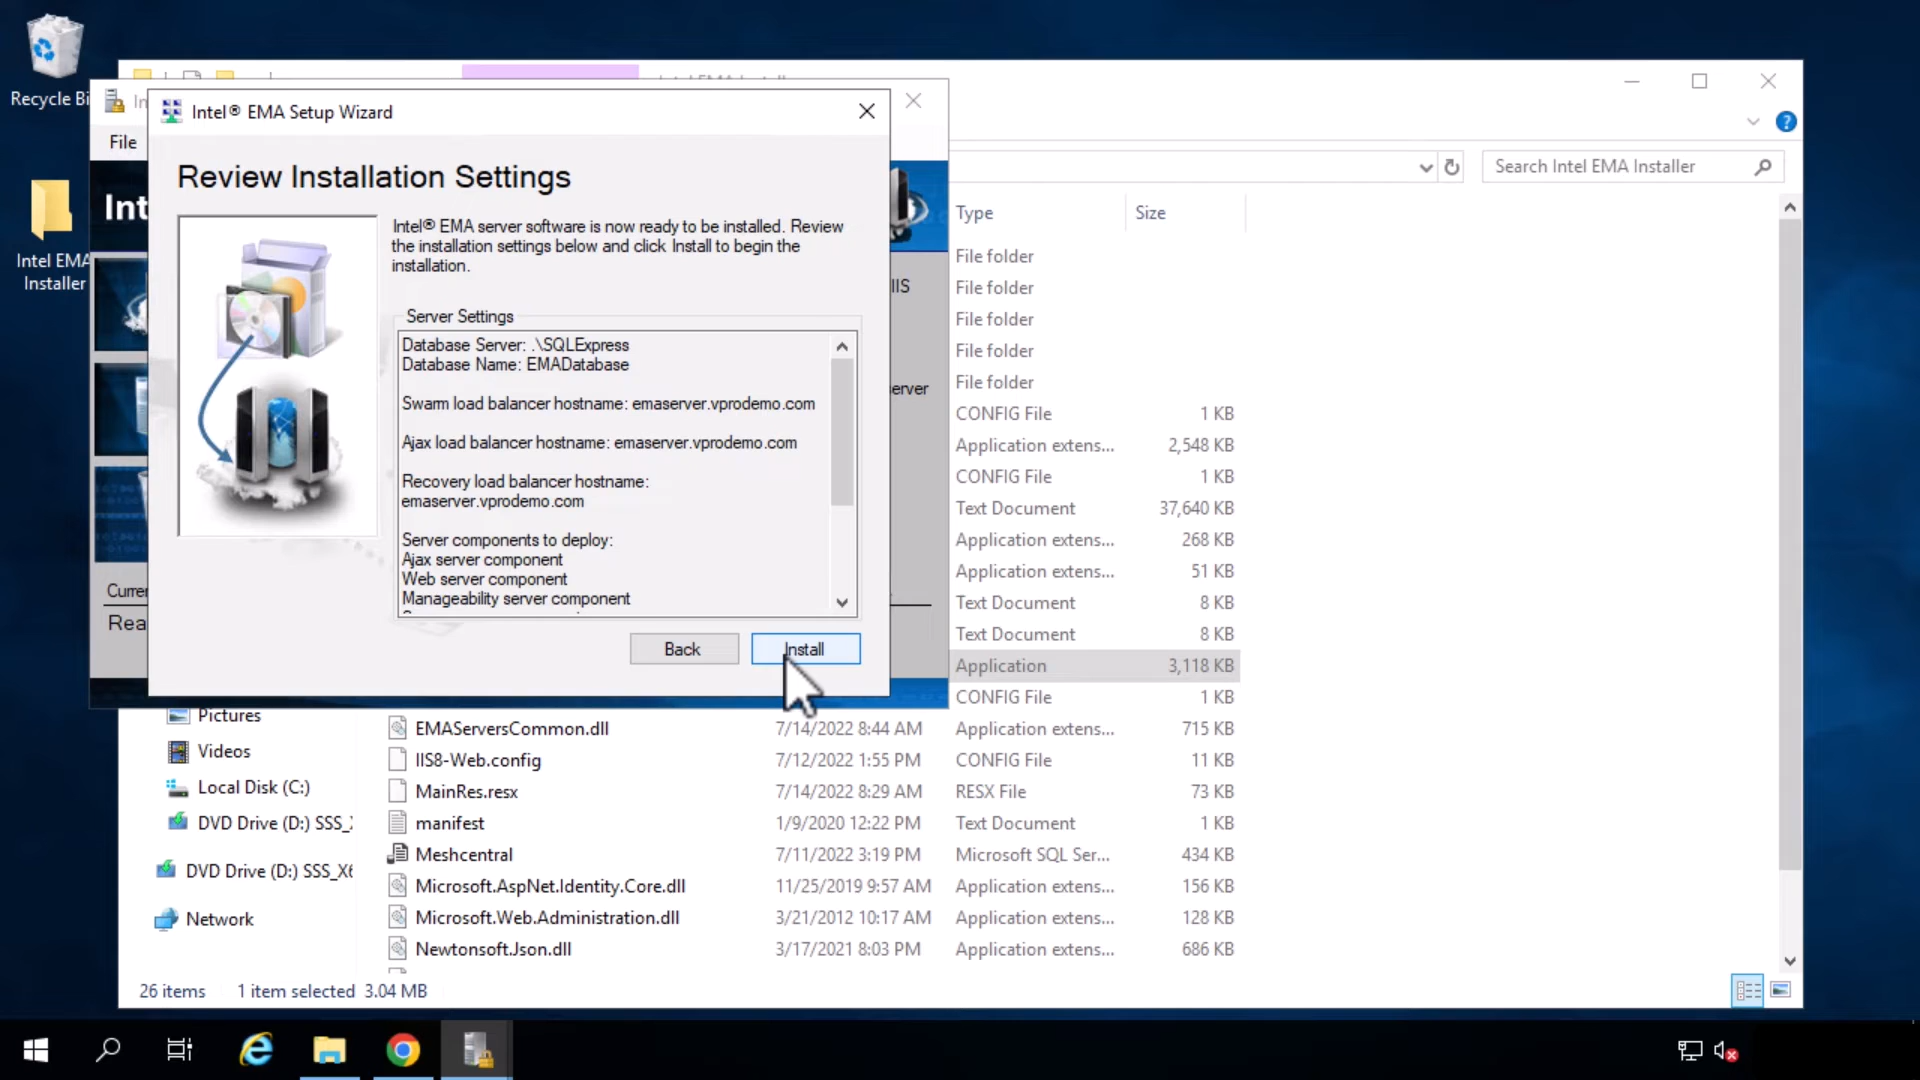 Recycle Bi
Intel EMA
Installer
Search Intel EMA Installer
File
Int
Intel® EMA Setup Wizard
Review Installation Settings
Intel® EMA server software is now ready to be installed. Review
the installation settings below and click Install to begin the
installation.
Server Settings
Database Server: .\SQLExpress
Database Name: EMADatabase
Swarm load balancer hostname: emaserver.vprodemo.com
Ajax load balancer hostname: emaserver.vprodemo.com
Recovery load balancer hostname:
emaserver.vprodemo.com
Server components to deploy:
Ajax server component
Web server component
Manageability server component
Back
Install
IIS
erver
Curre
Rea
Type Size
File folder
File folder
File folder
File folder
File folder
CONFIG File 1 KB
Application extens... 2,548 KB
CONFIG File 1 KB
Text Document 37,640 KB
Application extens... 268 KB
Application extens... 51 KB
Text Document 8 KB
Text Document 8 KB
Application 3,118 KB
CONFIG File 1 KB
EMAServersCommon.dll 7/14/2022 8:44 AM Application extens... 715 KB
IIS8-Web.config 7/12/2022 1:55 PM CONFIG File 11 KB
MainRes.resx 7/14/2022 8:29 AM RESX File 73 KB
manifest 1/9/2020 12:22 PM Text Document 1 KB
Meshcentral 7/11/2022 3:19 PM Microsoft SQL Ser... 434 KB
Microsoft.AspNet.Identity.Core.dll 11/25/2019 9:57 AM Application extens... 156 KB
Microsoft.Web.Administration.dll 3/21/2012 10:17 AM Application extens... 128 KB
Newtonsoft.Json.dll 3/17/2021 8:03 PM Application extens... 686 KB
Pictures
Videos
Local Disk (C:)
DVD Drive (D:) SSS_
DVD Drive (D:) SSS_X6
Network
26 items 1 item selected 3.04 MB